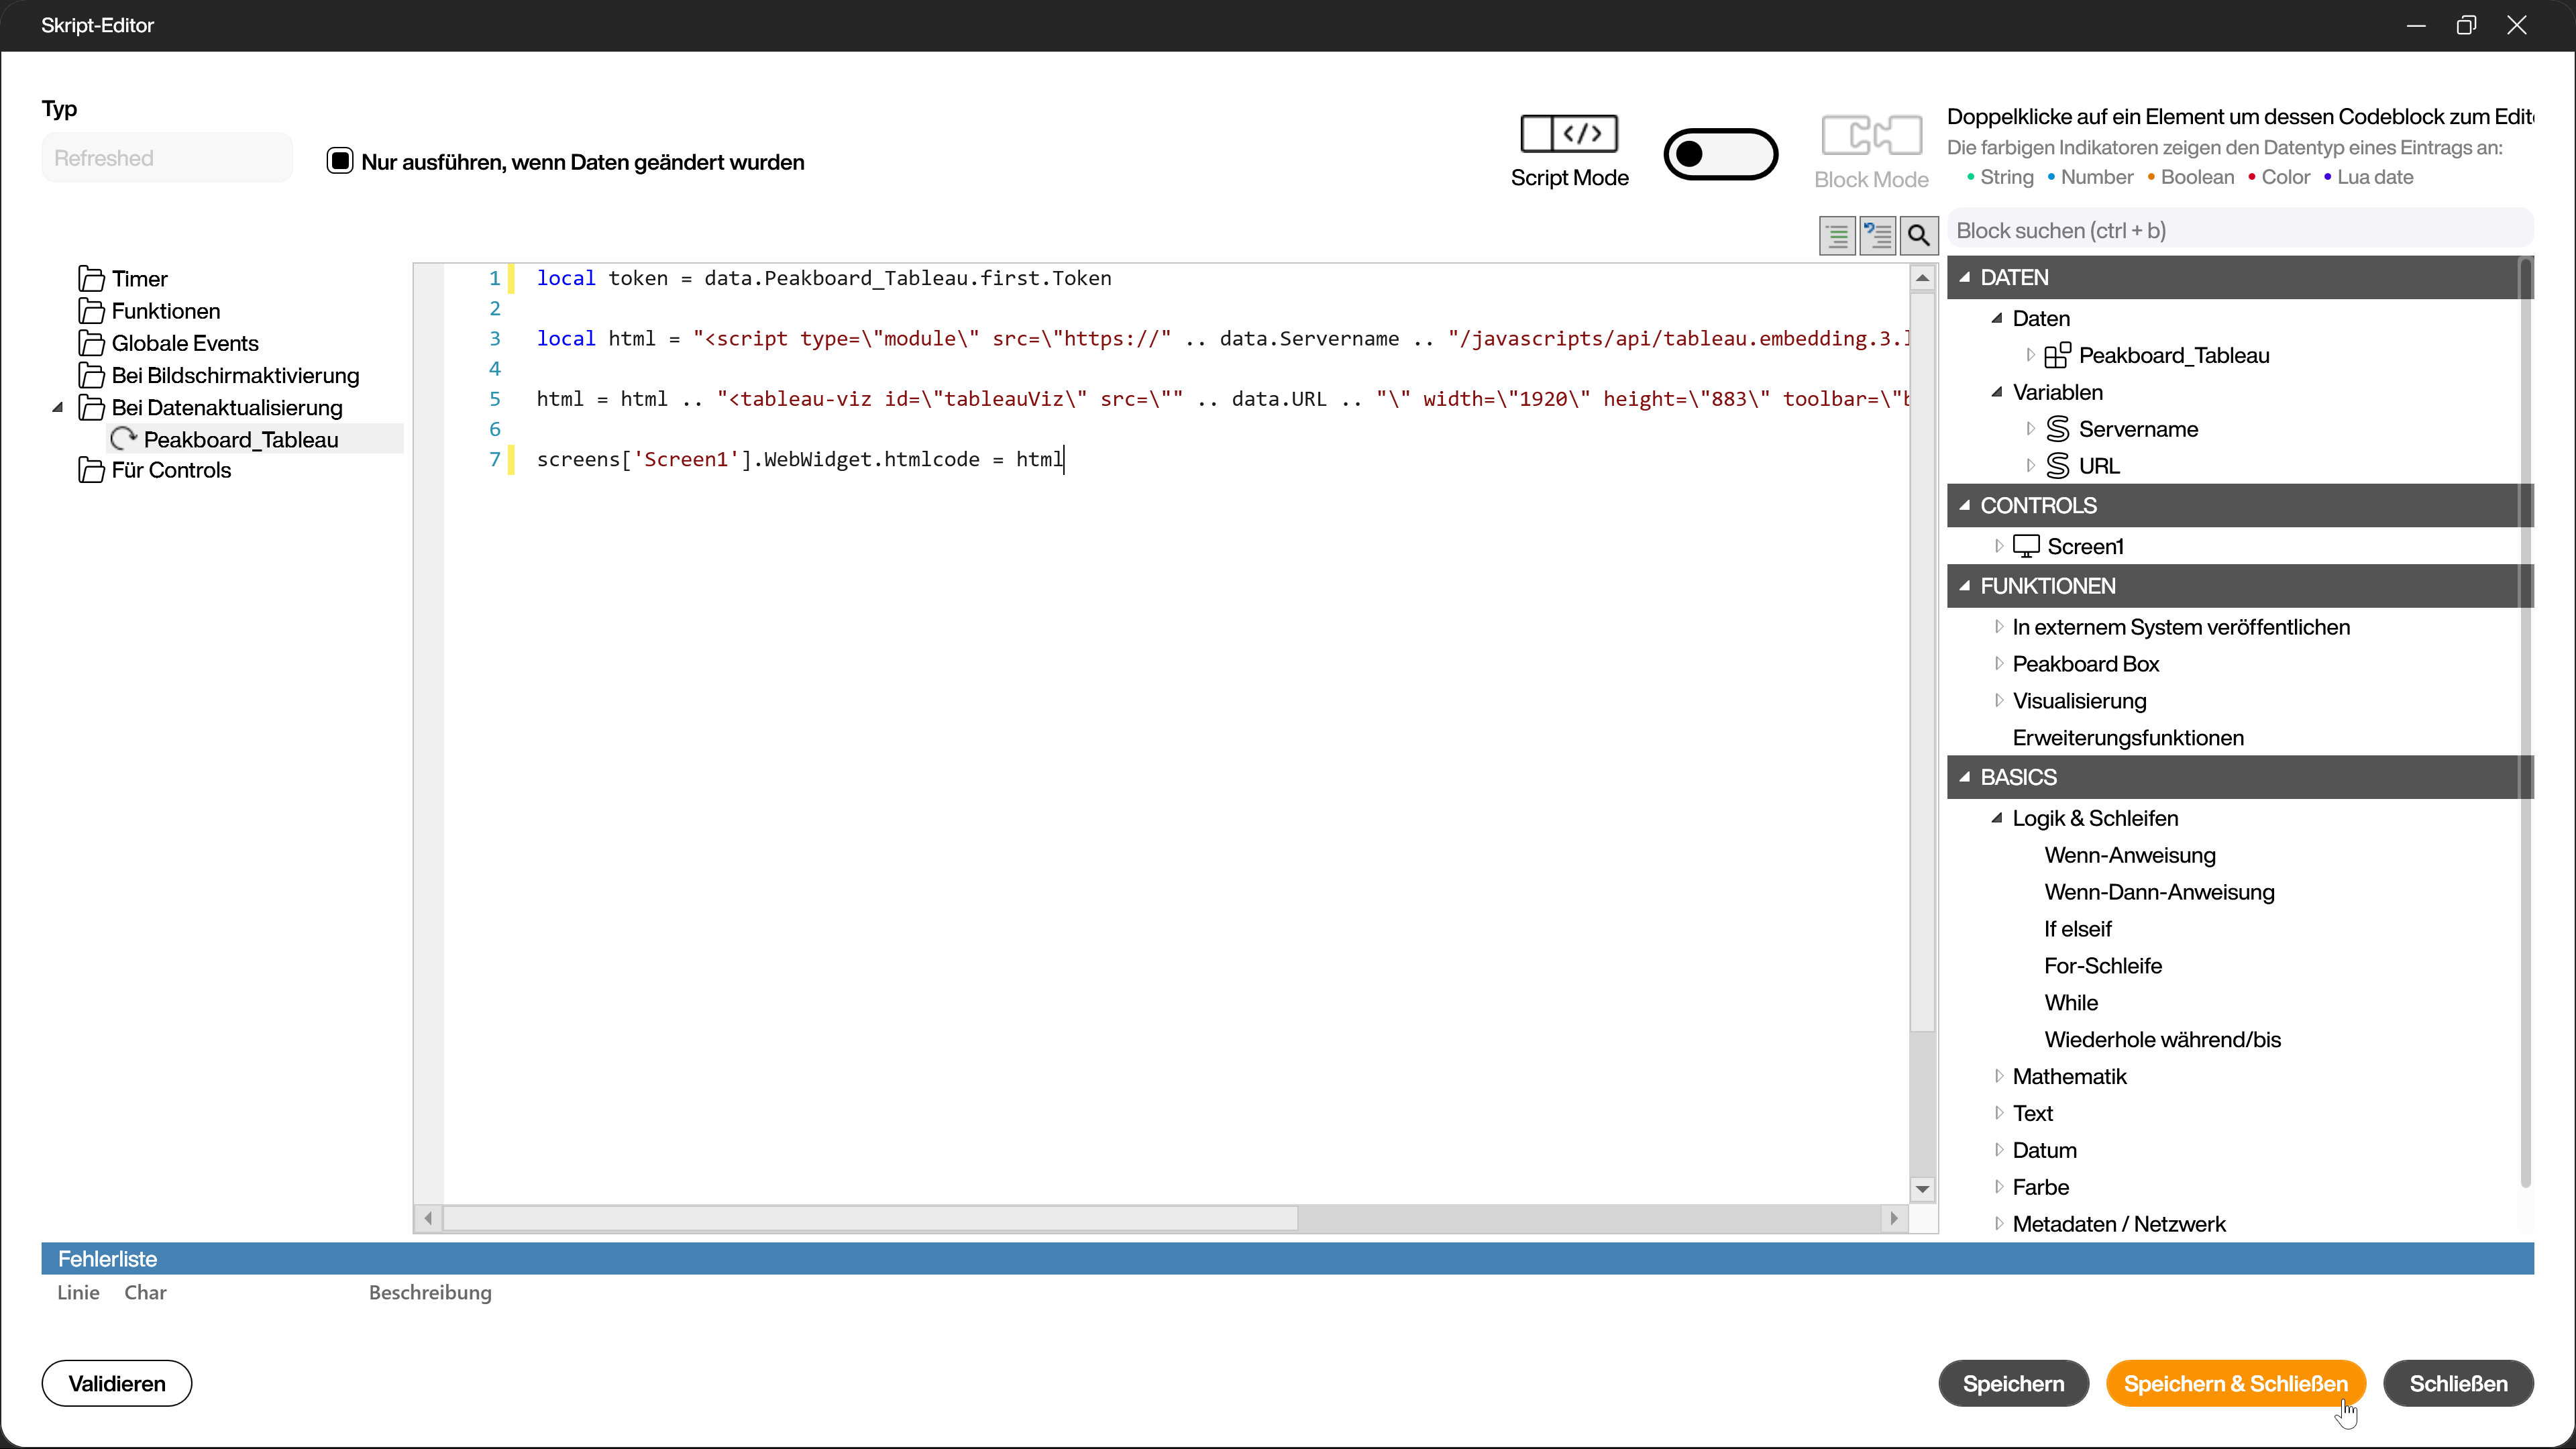 Skript-Editor
Typ
Refreshed
Nur ausführen, wenn Daten geändert wurden
</>
Script Mode
Block Mode
Doppelklicke auf ein Element um dessen Codeblock zum Edit
Die farbigen Indikatoren zeigen den Datentyp eines Eintrags an:
• String • Number • Boolean • Color • Lua date
Block suchen (ctrl + b)
Timer
Funktionen
Globale Events
Bei Bildschirmaktivierung
Bei Datenaktualisierung
Peakboard_Tableau
Für Controls
1 local token = data.Peakboard_Tableau.first.Token
2
3 local html = "<script type=\"module\" src=\"https://" .. data.Servername .. "/javascripts/api/tableau.embedding.3.
4
5 html = html .. "<tableau-viz id=\"tableauViz\" src=\"" .. data.URL .. "\" width=\"1920\" height=\"883\" toolbar=\"
6
7 screens['Screen1'].WebWidget.htmlcode = html
DATEN
Daten
Peakboard_Tableau
Variablen
Servername
URL
CONTROLS
Screen1
FUNKTIONEN
In externem System veröffentlichen
Peakboard Box
Visualisierung
Erweiterungsfunktionen
BASICS
Logik & Schleifen
Wenn-Anweisung
Wenn-Dann-Anweisung
If elseif
For-Schleife
While
Wiederhole während/bis
Mathematik
Text
Datum
Farbe
Metadaten / Netzwerk
Fehlerliste
Linie Char Beschreibung
Validieren
Speichern
Speichern & Schließen
Schließen